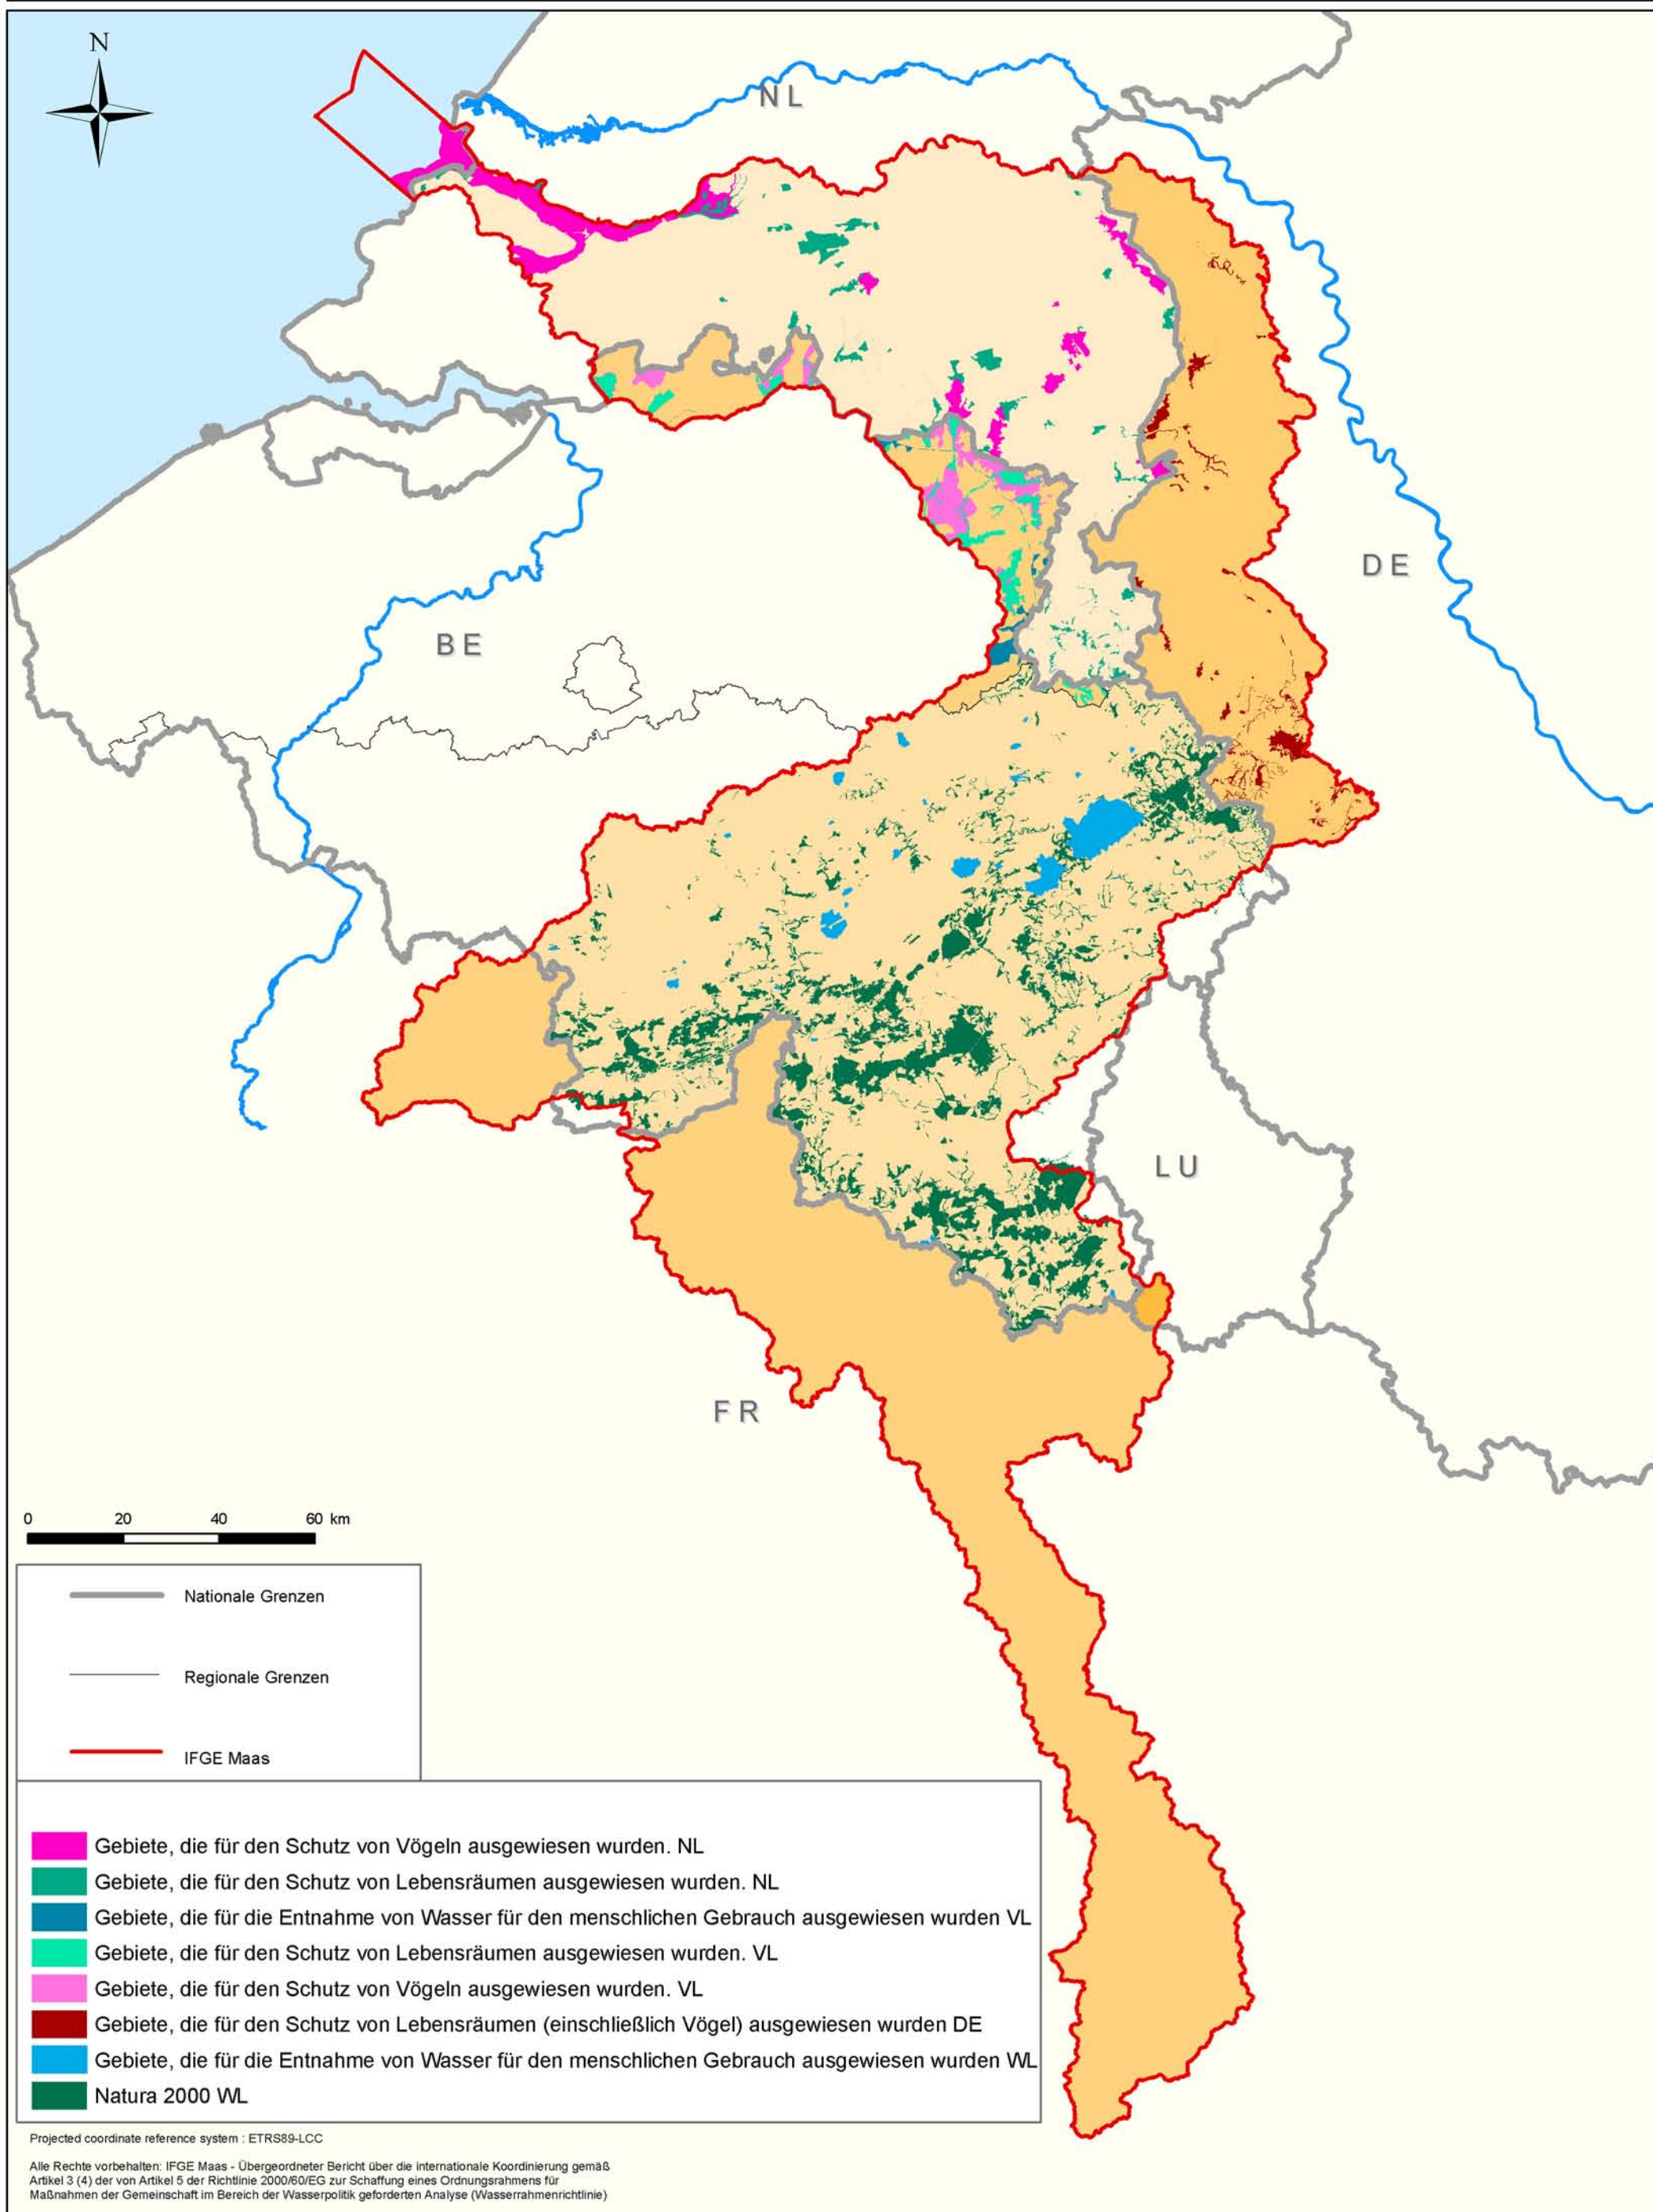 N
NL
DE
BE
LU
FR
0 20 40 60 km
Nationale Grenzen
Regionale Grenzen
IFGE Maas
Gebiete, die für den Schutz von Vögeln ausgewiesen wurden. NL
Gebiete, die für den Schutz von Lebensräumen ausgewiesen wurden. NL
Gebiete, die für die Entnahme von Wasser für den menschlichen Gebrauch ausgewiesen wurden VL
Gebiete, die für den Schutz von Lebensräumen ausgewiesen wurden. VL
Gebiete, die für den Schutz von Vögeln ausgewiesen wurden. VL
Gebiete, die für den Schutz von Lebensräumen (einschließlich Vögel) ausgewiesen wurden DE
Gebiete, die für die Entnahme von Wasser für den menschlichen Gebrauch ausgewiesen wurden WL
Natura 2000 WL
Projected coordinate reference system : ETRS89-LCC
Alle Rechte vorbehalten: IFGE Maas - Übergeordneter Bericht über die internationale Koordinierung gemäß
Artikel 3 (4) der von Artikel 5 der Richtlinie 2000/60/EG zur Schaffung eines Ordnungsrahmens für
Maßnahmen der Gemeinschaft im Bereich der Wasserpolitik geforderten Analyse (Wasserrahmenrichtlinie)